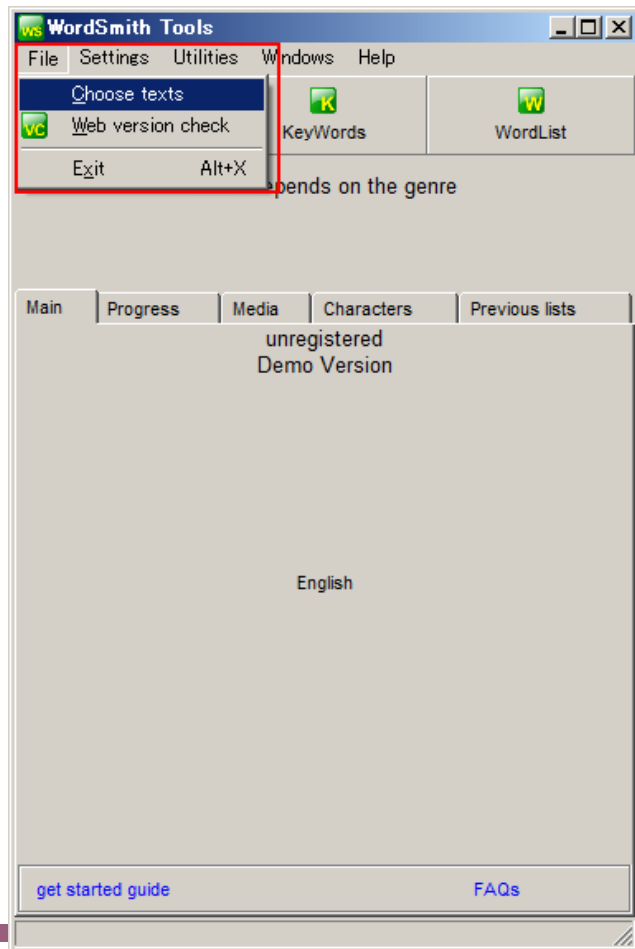 WS WordSmith Tools
File Settings Utilities Windows Help
Choose texts
VC Web version check
Exit Alt+X
K
KeyWords
W
WordList
epends on the genre
Main Progress Media Characters Previous lists
unregistered
Demo Version
English
get started guide FAQs